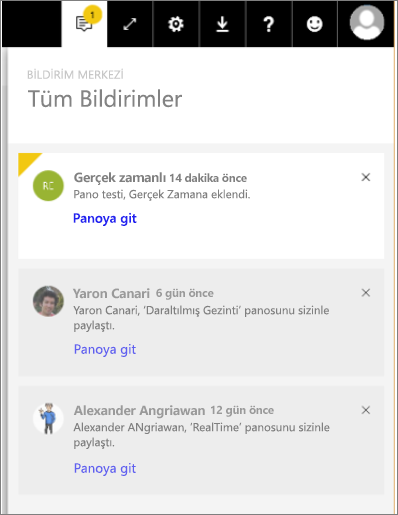 1
?
BİLDİRİM MERKEZİ
Tüm Bildirimler
RC
Gerçek zamanlı 14 dakika önce
Pano testi, Gerçek Zamana eklendi.
Panoya git
Yaron Canari 6 gün önce
Yaron Canari, ‘Daraltılmış Gezinti’ panosunu sizinle
paylaştı.
Panoya git
Alexander Angriawan 12 gün önce
Alexander ANgriawan, ‘RealTime’ panosunu sizinle
paylaştı.
Panoya git